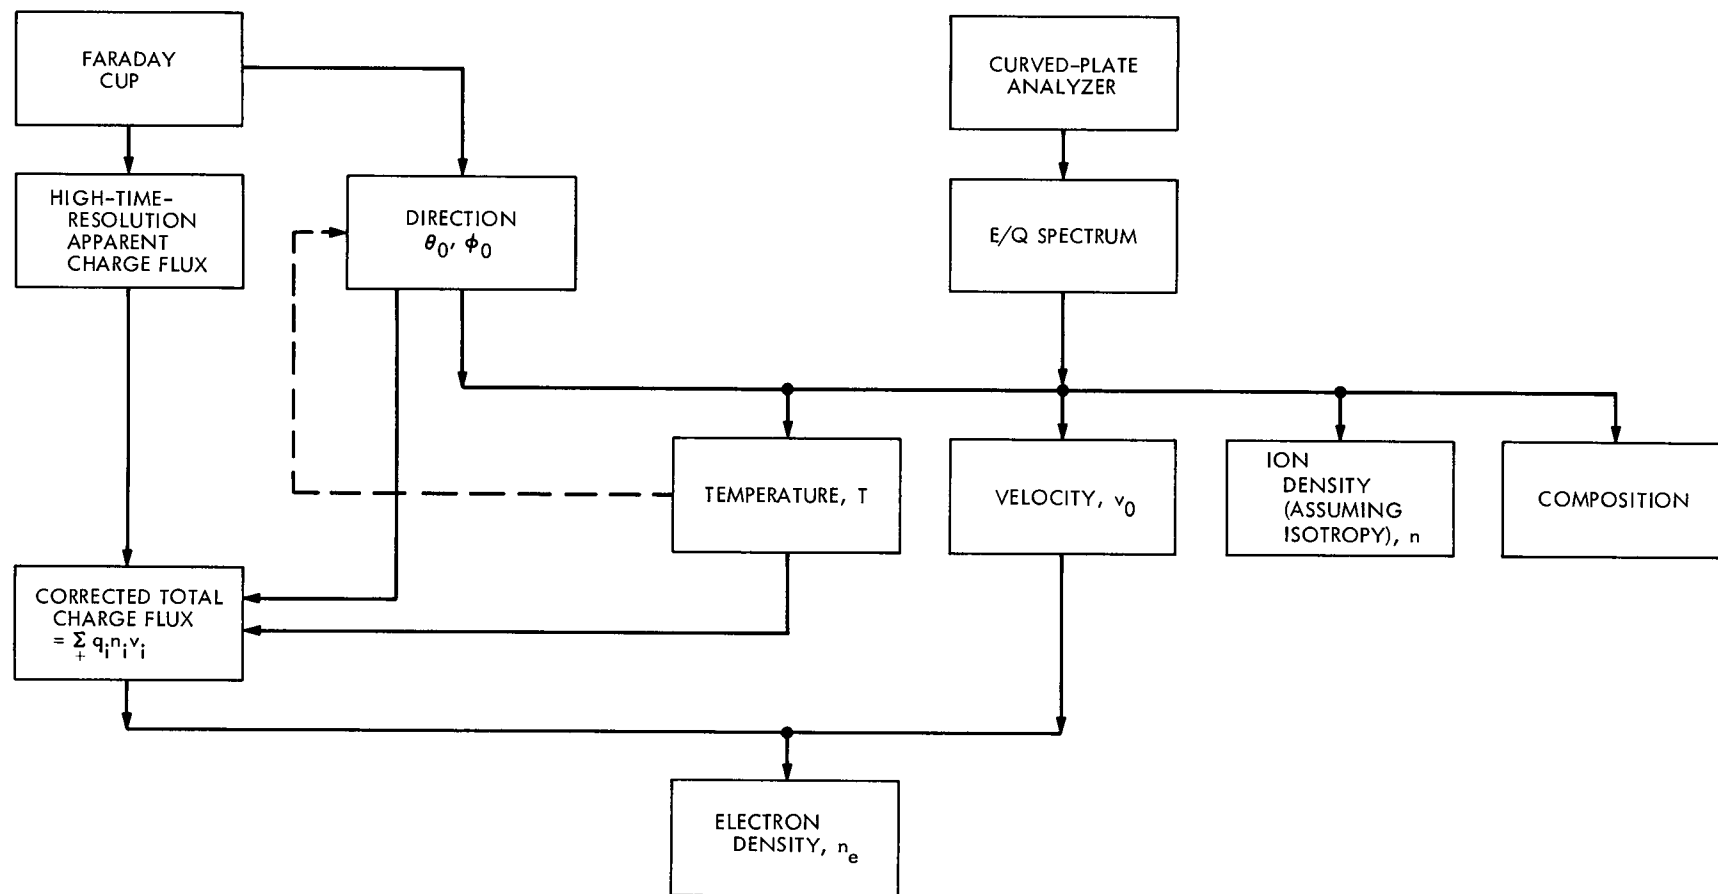 FARADAY
CUP
CURVED-PLATE
ANALYZER
HIGH-TIME-
RESOLUTION
APPARENT
CHARGE FLUX
DIRECTION
θ₀, ϕ₀
E/Q SPECTRUM
TEMPERATURE, T
VELOCITY, v₀
ION
DENSITY
(ASSUMING
ISOTROPY), n
COMPOSITION
CORRECTED TOTAL
CHARGE FLUX
= Σ₊ qᵢnᵢvᵢ
ELECTRON
DENSITY, nₑ